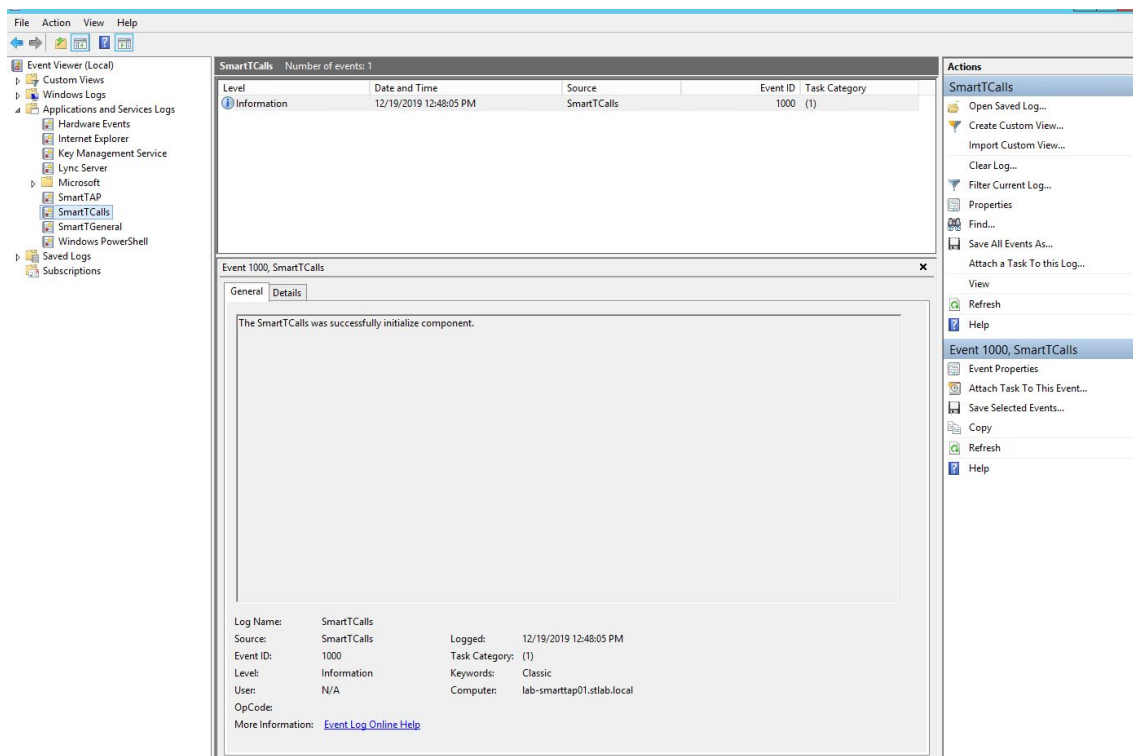 File Action View Help
Event Viewer (Local)
Custom Views
Windows Logs
Applications and Services Logs
Hardware Events
Internet Explorer
Key Management Service
Lync Server
Microsoft
SmartTAP
SmartTCalls
SmartTGeneral
Windows PowerShell
Saved Logs
Subscriptions
SmartTCalls Number of events: 1
Level Date and Time Source Event ID Task Category
Information 12/19/2019 12:48:05 PM SmartTCalls 1000 (1)
Event 1000, SmartTCalls
General Details
The SmartTCalls was successfully initialize component.
Log Name: SmartTCalls
Source: SmartTCalls Logged: 12/19/2019 12:48:05 PM
Event ID: 1000 Task Category: (1)
Level: Information Keywords: Classic
User: N/A Computer: lab-smarttap01.stlab.local
OpCode:
More Information: Event Log Online Help
Actions
SmartTCalls
Open Saved Log...
Create Custom View...
Import Custom View...
Clear Log...
Filter Current Log...
Properties
Find...
Save All Events As...
Attach a Task To this Log...
View
Refresh
Help
Event 1000, SmartTCalls
Event Properties
Attach Task To This Event...
Save Selected Events...
Copy
Refresh
Help